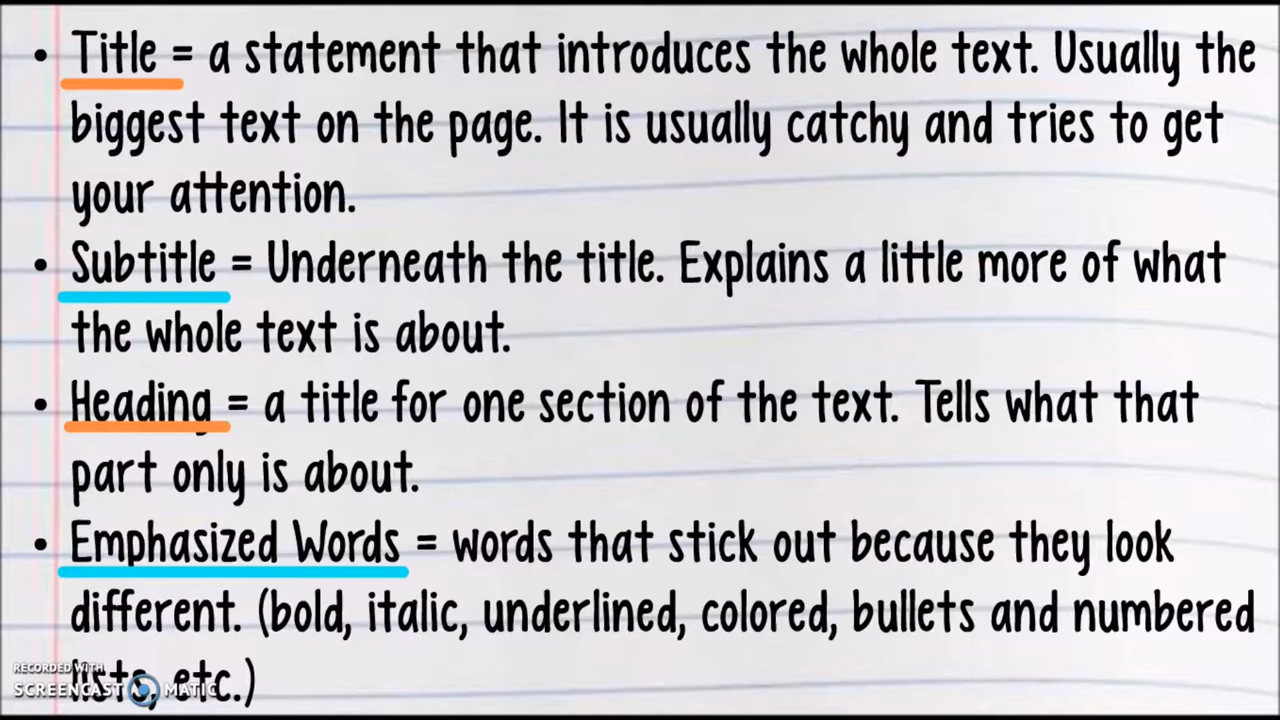 • Title = a statement that introduces the whole text. Usually the
biggest text on the page. It is usually catchy and tries to get
your attention.
• Subtitle = Underneath the title. Explains a little more of what
the whole text is about.
• Heading = a title for one section of the text. Tells what that
part only is about.
• Emphasized Words = words that stick out because they look
different. (bold, italic, underlined, colored, bullets and numbered
lists, etc.)
RECORDED WITH
SCREENCAST MATIC